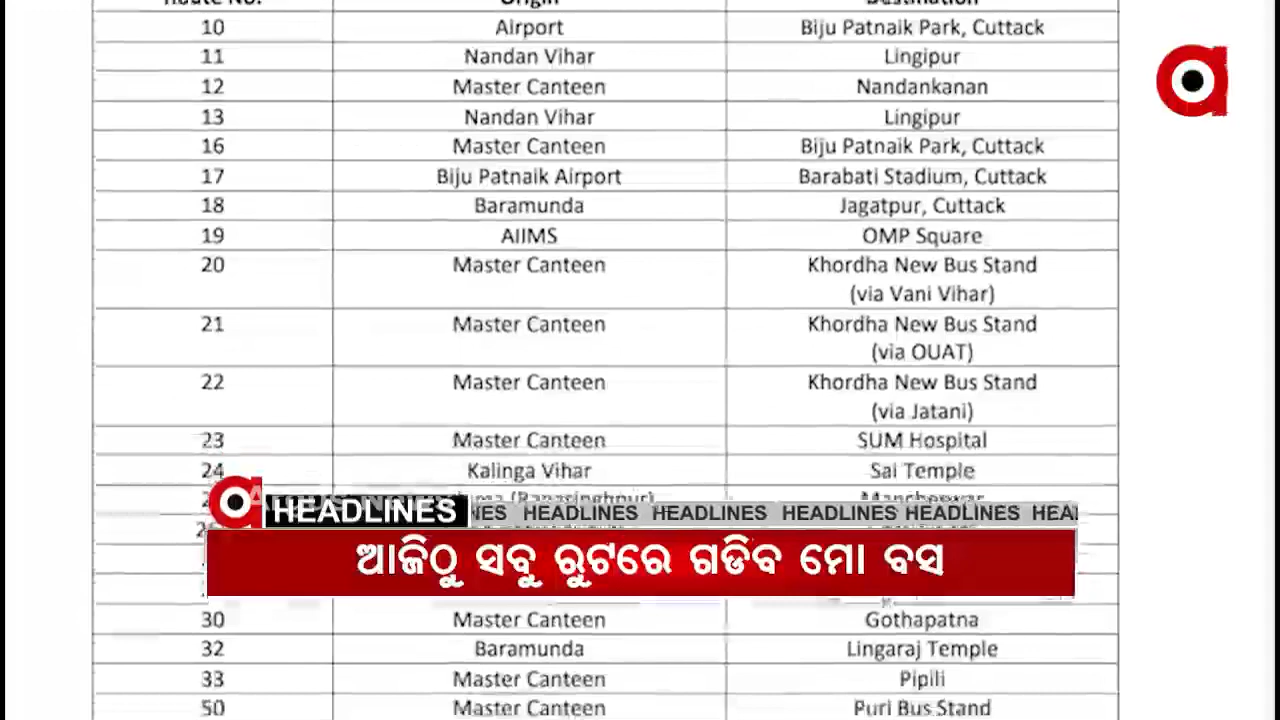 10 Airport Biju Patnaik Park, Cuttack
11 Nandan Vihar Lingipur
12 Master Canteen Nandankanan
13 Nandan Vihar Lingipur
16 Master Canteen Biju Patnaik Park, Cuttack
17 Biju Patnaik Airport Barabati Stadium, Cuttack
18 Baramunda Jagatpur, Cuttack
19 AIIMS OMP Square
20 Master Canteen Khordha New Bus Stand
(via Vani Vihar)
21 Master Canteen Khordha New Bus Stand
(via OUAT)
22 Master Canteen Khordha New Bus Stand
(via Jatani)
23 Master Canteen SUM Hospital
24 Kalinga Vihar Sai Temple
HEADLINES HEADLINES HEADLINES HEADLINES HEADLINES
ଆଜିଠୁ ସବୁ ରୁଟରେ ଗଡିବ ମୋ ବସ
30 Master Canteen Gothapatna
32 Baramunda Lingaraj Temple
33 Master Canteen Pipili
50 Master Canteen Puri Bus Stand